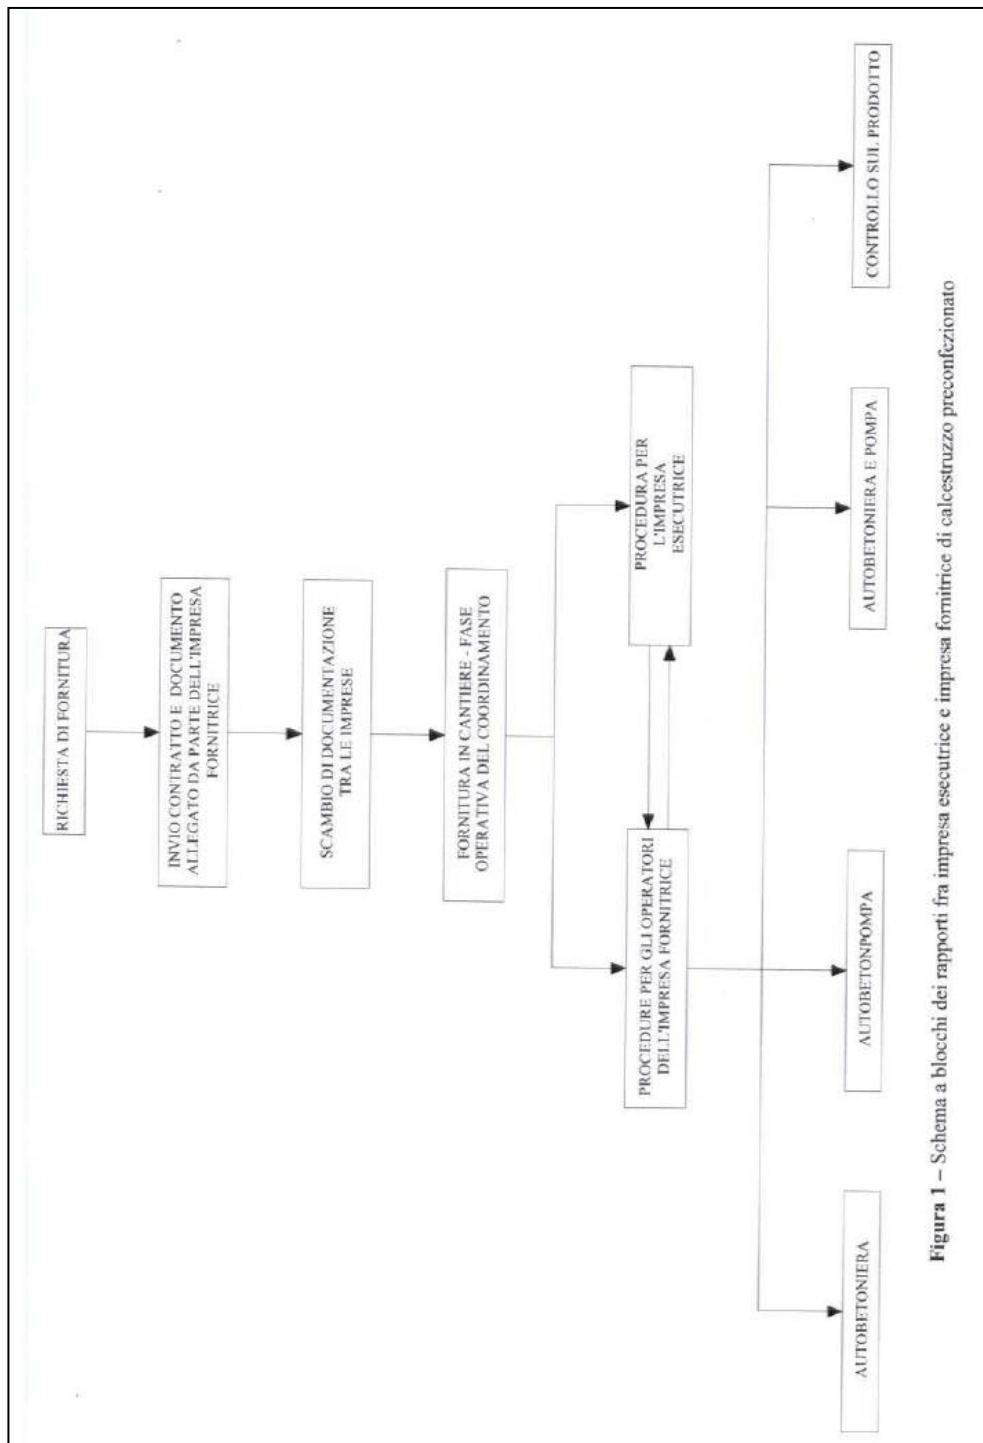 RICHIESTA DI FORNITURA
INVIO CONTRATTO E DOCUMENTO
ALLEGATO DA PARTE DELL'IMPRESA
FORNITRICE
SCAMBIO DI DOCUMENTAZIONE
TRA LE IMPRESE
FORNITURA IN CANTIERE - FASE
OPERATIVA DEL COORDINAMENTO
PROCEDURE PER GLI OPERATORI
DELL'IMPRESA FORNITRICE
PROCEDURA PER
L'IMPRESA
ESECUTRICE
AUTOBETONIERA
AUTOBETONPOMPA
AUTOBETONIERA E POMPA
CONTROLLO SUL PRODOTTO
Figura 1 – Schema a blocchi dei rapporti fra impresa esecutrice e impresa fornitrice di calcestruzzo preconfezionato